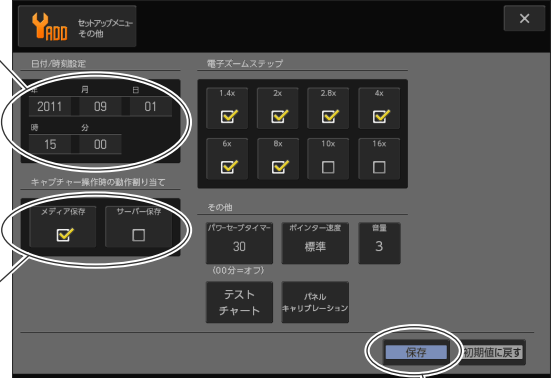 ADD
セットアップメニュー
その他
×
日付/時刻設定
年 月 日
2011 09 01
時 分
15 00
キャプチャー操作時の動作割り当て
メディア保存 サーバー保存
電子ズームステップ
1.4x 2x 2.8x 4x
6x 8x 10x 16x
その他
パワーセーブタイマー ポインター速度 音量
30 標準 3
(00分=オフ)
テスト
チャート
パネル
キャリブレーション
保存 初期値に戻す